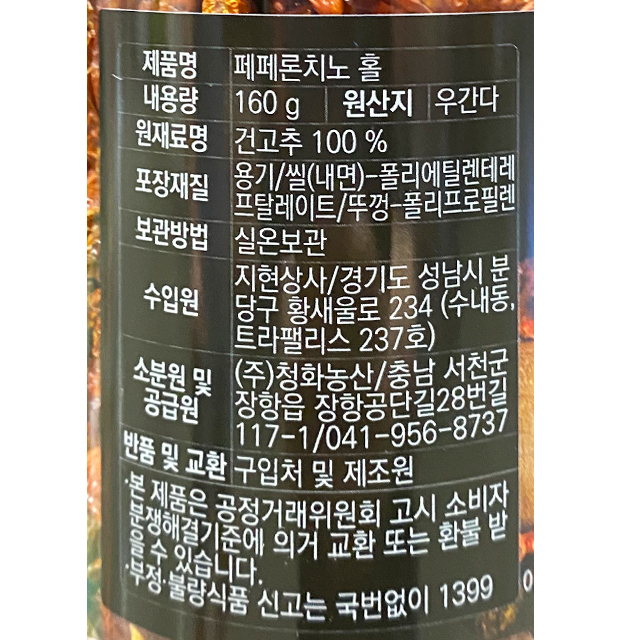 제품명 페페론치노 홀
내용량 160 g 원산지 우간다
원재료명 건고추 100 %
포장재질 용기/씰(내면)-폴리에틸렌테레
프탈레이트/뚜껑-폴리프로필렌
보관방법 실온보관
수입원 지현상사/경기도 성남시 분
당구 황새울로 234 (수내동,
트라팰리스 237호)
소분원 및 (주)청화농산/충남 서천군
공급원 장항읍 장항공단길28번길
117-1/041-956-8737
반품 및 교환 구입처 및 제조원
·본 제품은 공정거래위원회 고시 소비자
분쟁해결기준에 의거 교환 또는 환불 받
을 수 있습니다.
·부정·불량식품 신고는 국번없이 1399